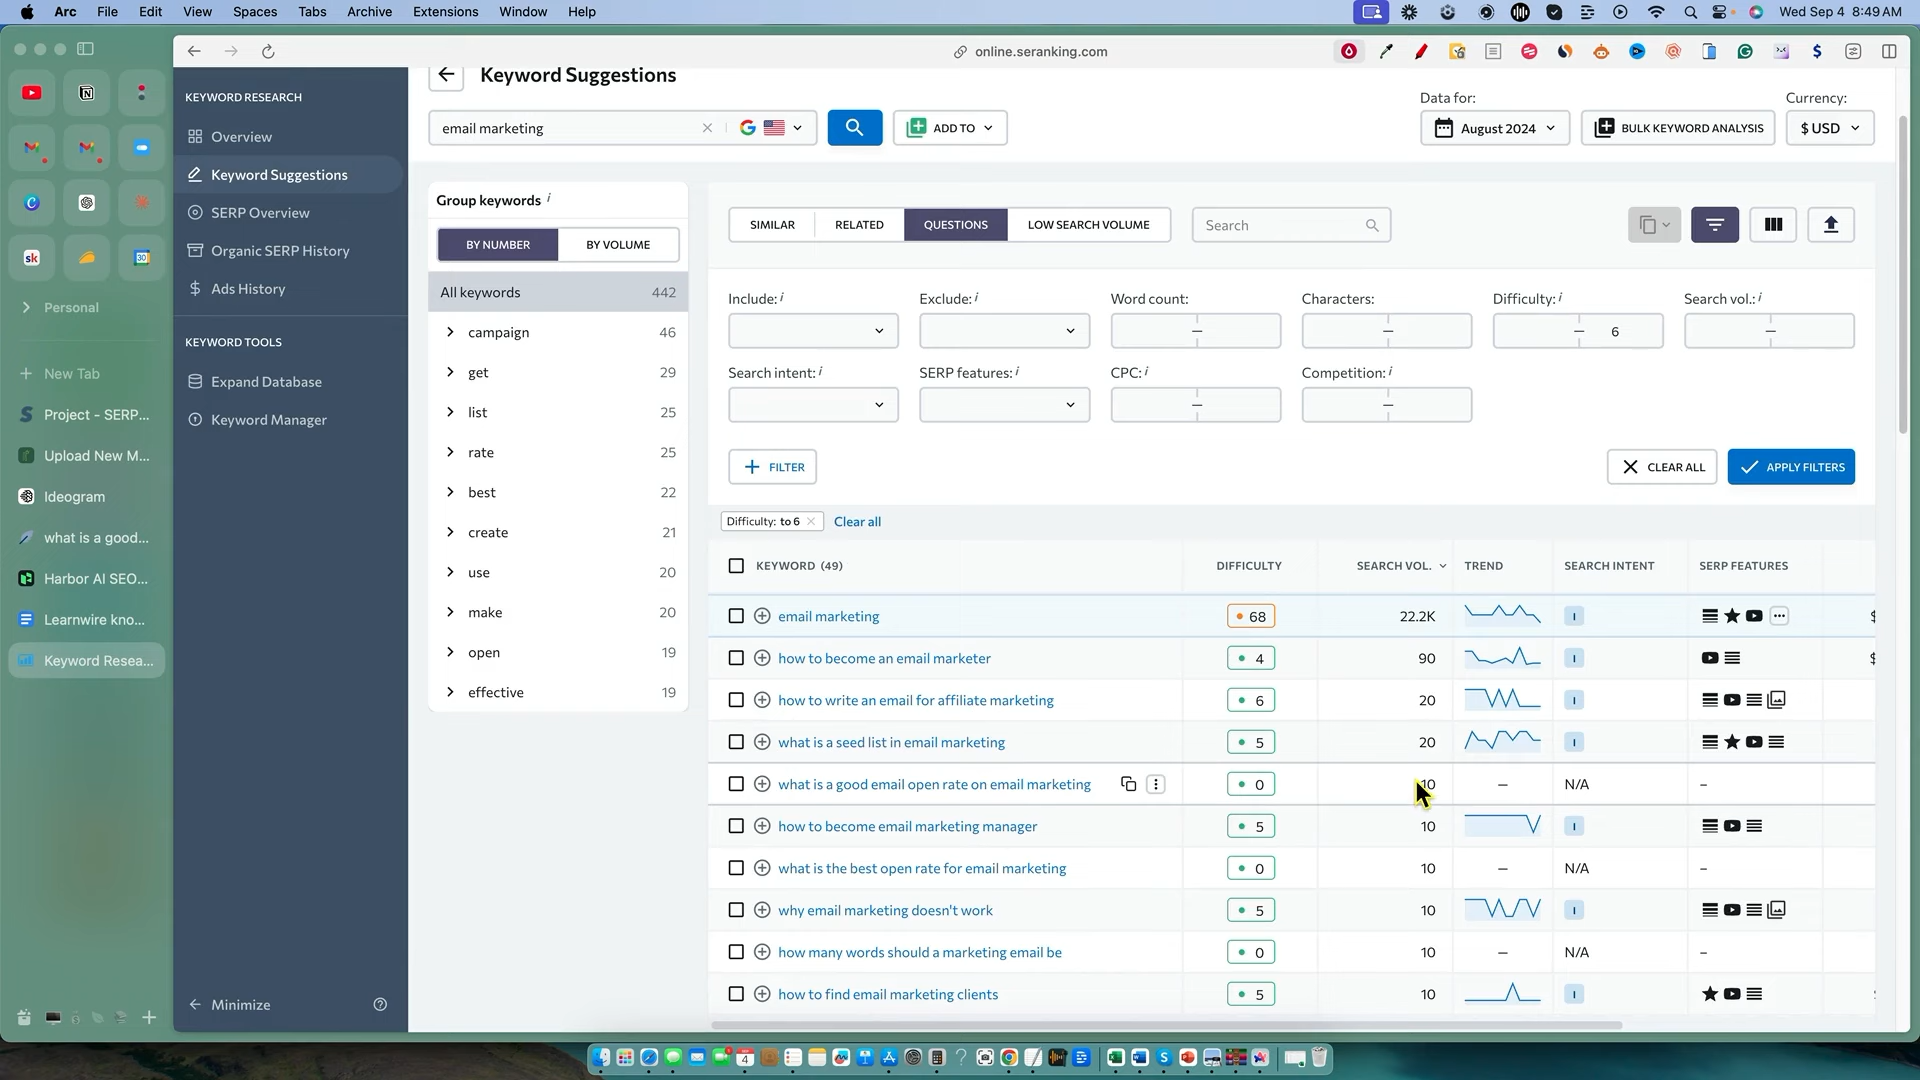 Arc File Edit View Spaces Tabs Archive Extensions Window Help Wed Sep 4 8:49 AM
online.seranking.com
KEYWORD RESEARCH
Overview
Keyword Suggestions
SERP Overview
Organic SERP History
Ads History
KEYWORD TOOLS
Expand Database
Keyword Manager
Minimize
Personal
New Tab
Project - SERP...
Upload New M...
Ideogram
what is a good...
Harbor AI SEO...
Learnwire kno...
Keyword Resea...
Keyword Suggestions
email marketing
ADD TO
Data for:
August 2024
BULK KEYWORD ANALYSIS
Currency:
$ USD
Group keywords i
BY NUMBER BY VOLUME
All keywords 442
campaign 46
get 29
list 25
rate 25
best 22
create 21
use 20
make 20
open 19
effective 19
SIMILAR RELATED QUESTIONS LOW SEARCH VOLUME Search
Include: i Exclude: i Word count: Characters: Difficulty: i Search vol.: i
– – – 6 –
Search intent: i SERP features: i CPC: i Competition: i
– –
FILTER CLEAR ALL APPLY FILTERS
Difficulty: to 6 Clear all
KEYWORD (49) DIFFICULTY SEARCH VOL. TREND SEARCH INTENT SERP FEATURES
email marketing 68 22.2K I $
how to become an email marketer 4 90 I $
how to write an email for affiliate marketing 6 20 I
what is a seed list in email marketing 5 20 I
what is a good email open rate on email marketing 0 10 – N/A –
how to become email marketing manager 5 10 I
what is the best open rate for email marketing 0 10 – N/A –
why email marketing doesn't work 5 10 I
how many words should a marketing email be 0 10 – N/A –
how to find email marketing clients 5 10 I